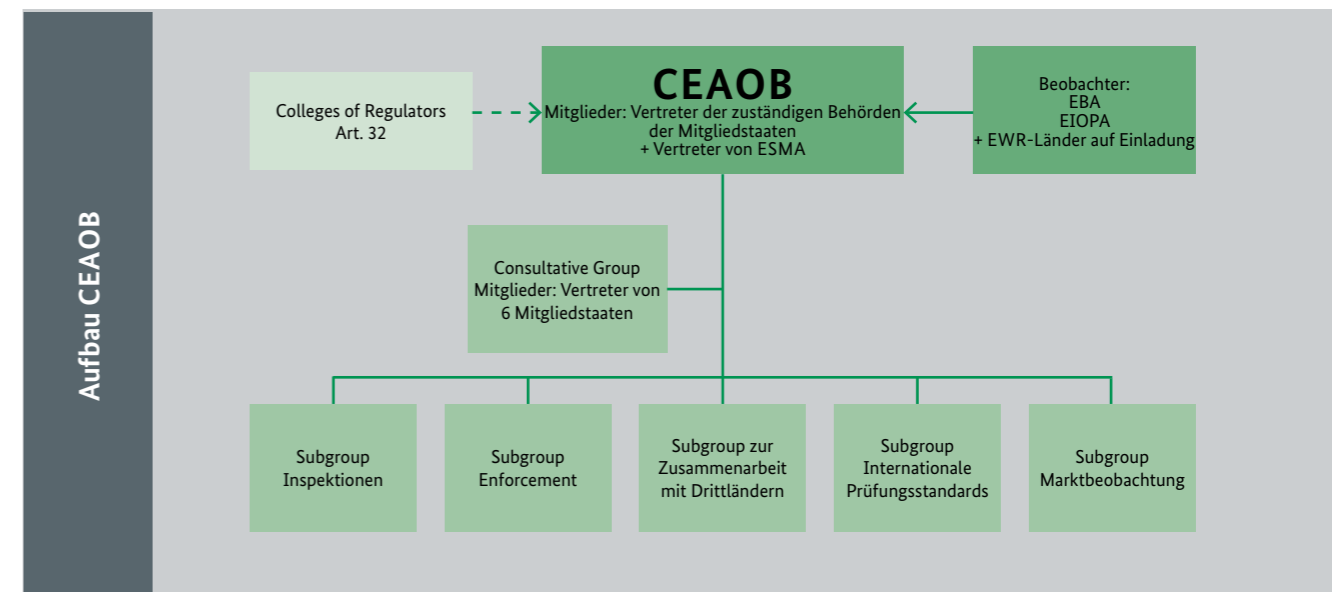 Aufbau CEAOB
Colleges of Regulators
Art. 32
CEAOB
Mitglieder: Vertreter der zuständigen Behörden
der Mitgliedstaaten
+ Vertreter von ESMA
Beobachter:
EBA
EIOPA
+ EWR-Länder auf Einladung
Consultative Group
Mitglieder: Vertreter von
6 Mitgliedstaaten
Subgroup
Inspektionen
Subgroup
Enforcement
Subgroup zur
Zusammenarbeit
mit Drittländern
Subgroup
Internationale
Prüfungsstandards
Subgroup
Marktbeobachtung